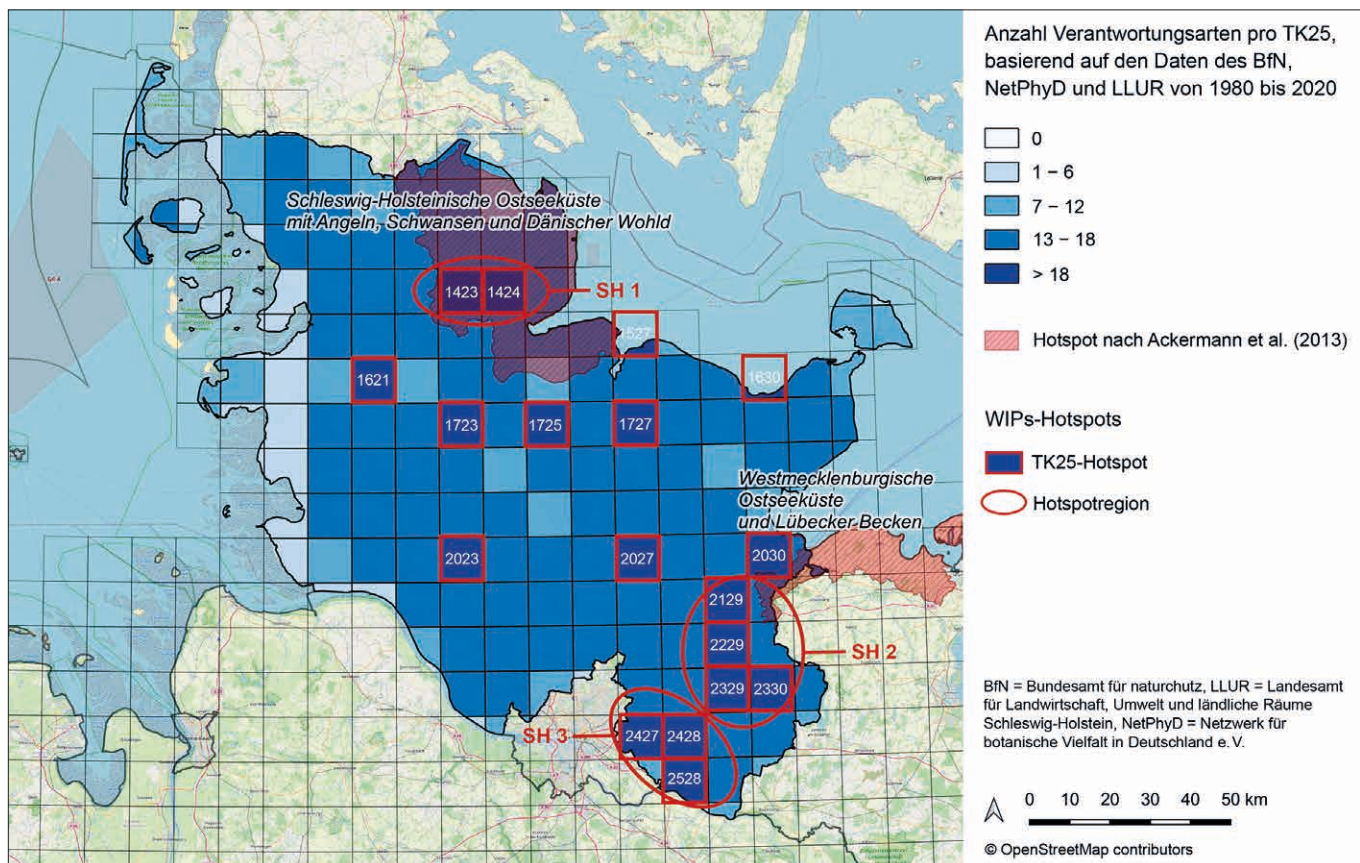 Schleswig-Holsteinische Ostseeküste
mit Angeln, Schwansen und Dänischer Wohld
1423
1424
SH 1
1527
1630
1621
1723
1725
1727
Westmecklenburgische
Ostseeküste
und Lübecker Becken
2023
2027
2030
2129
2229
SH 2
2329
2330
SH 3
2427
2428
2528
Anzahl Verantwortungsarten pro TK25,
basierend auf den Daten des BfN,
NetPhyD und LLUR von 1980 bis 2020
0
1 – 6
7 – 12
13 – 18
> 18
Hotspot nach Ackermann et al. (2013)
WIPs-Hotspots
TK25-Hotspot
Hotspotregion
BfN = Bundesamt für naturchutz, LLUR = Landesamt
für Landwirtschaft, Umwelt und ländliche Räume
Schleswig-Holstein, NetPhyD = Netzwerk für
botanische Vielfalt in Deutschland e. V.
0 10 20 30 40 50 km
© OpenStreetMap contributors